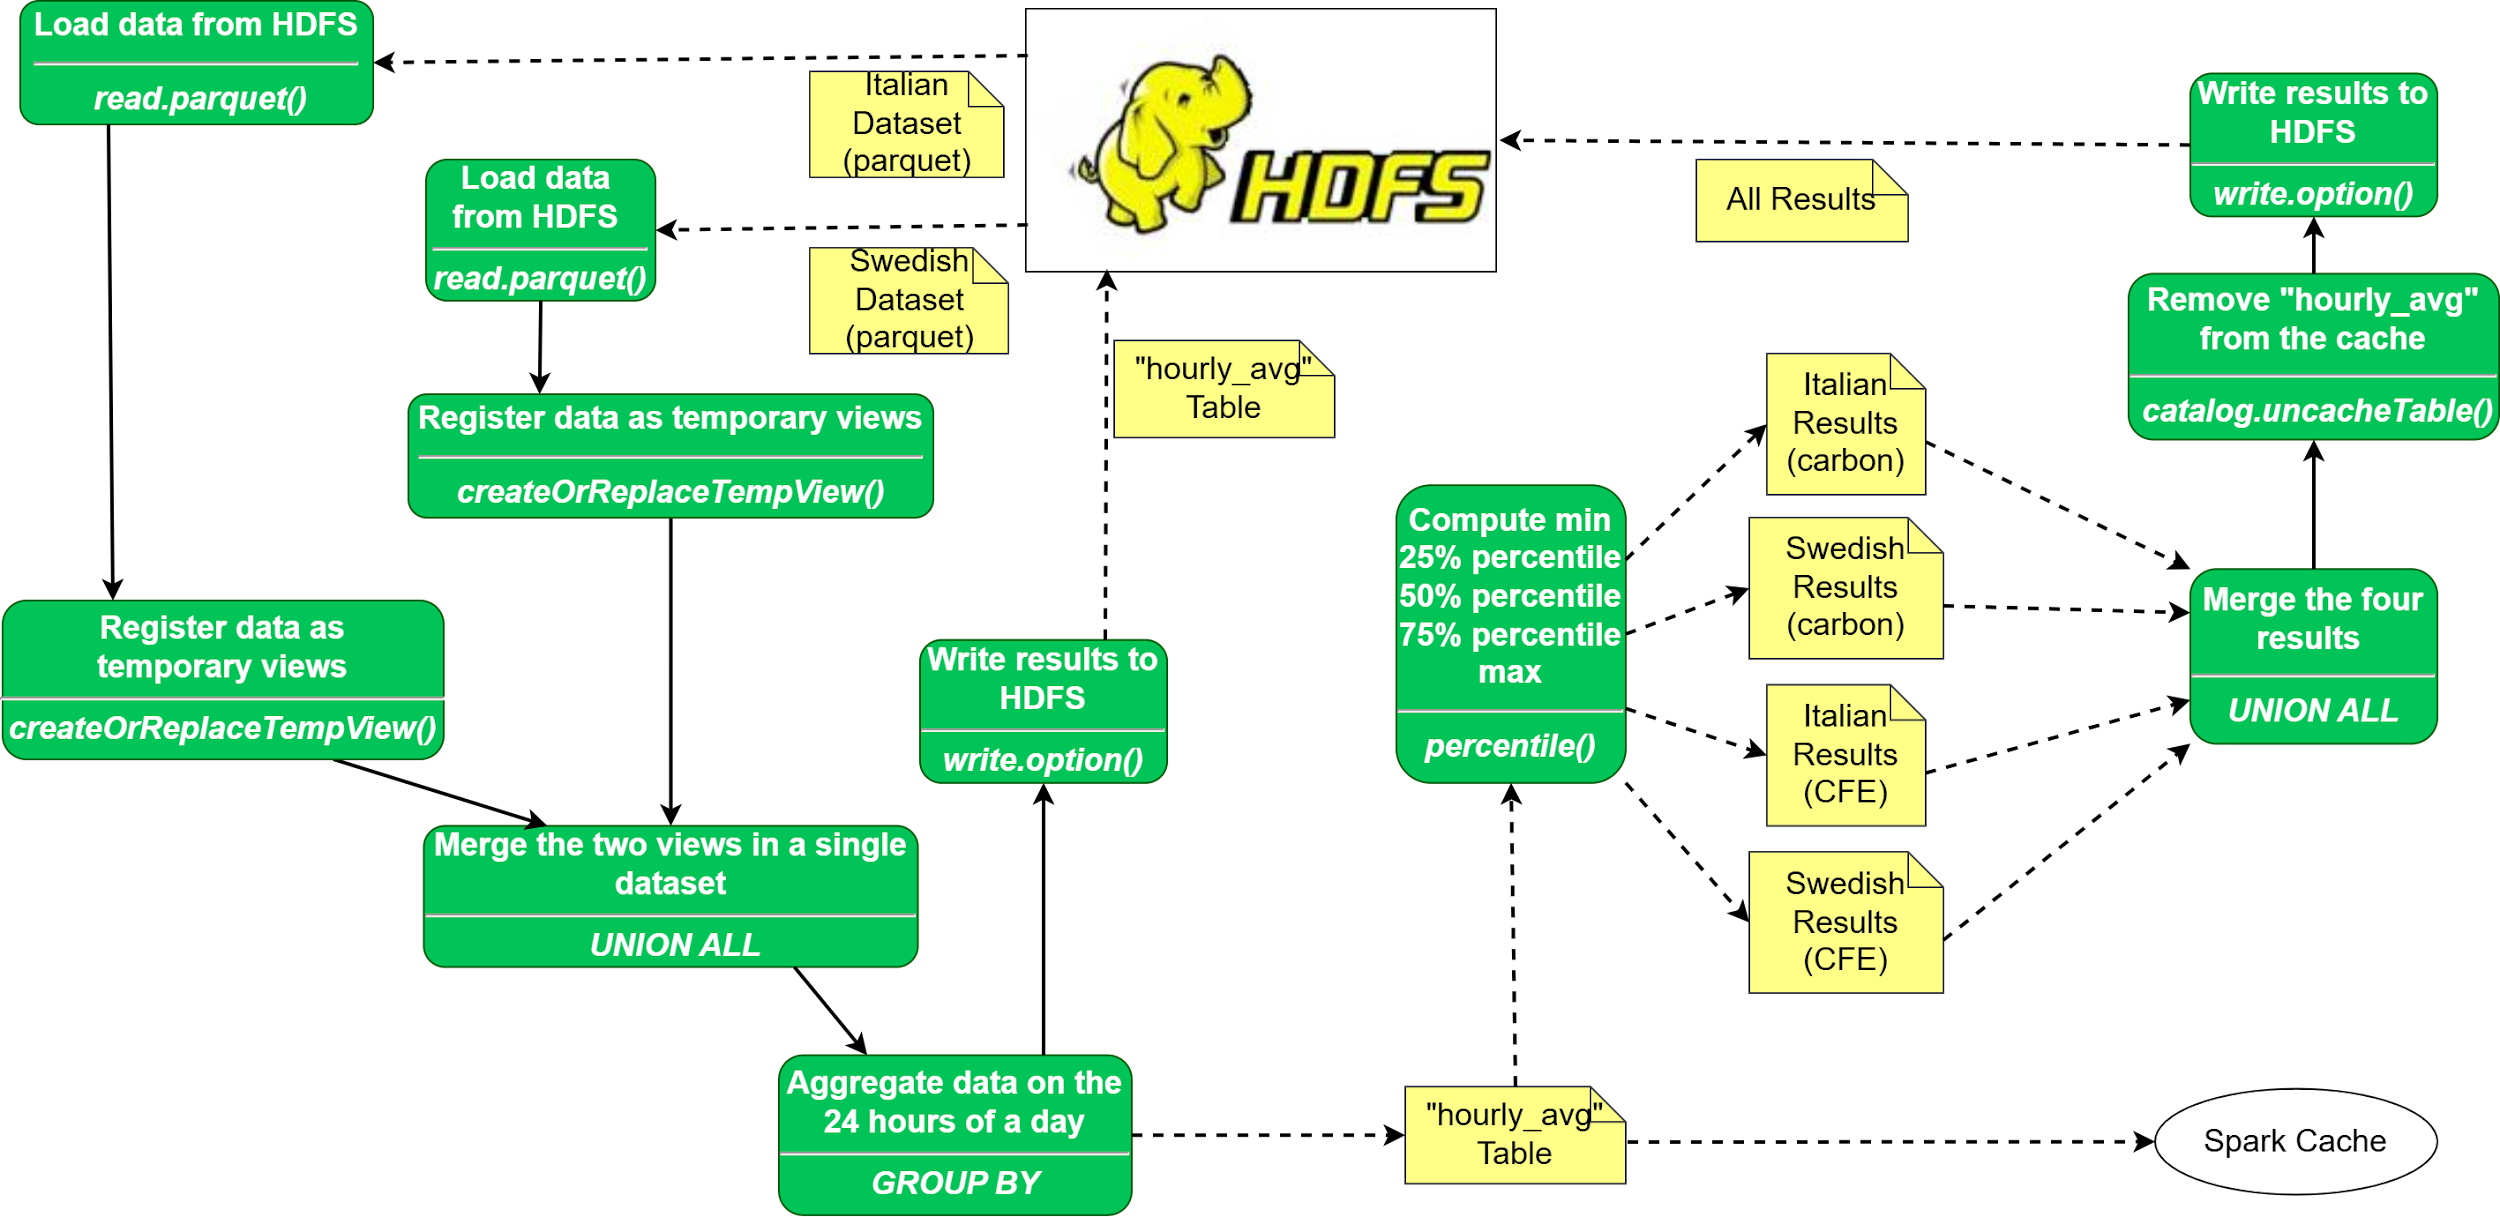 Load data from HDFS
read.parquet()
Italian
Dataset
(parquet)
HDFS
Write results to
HDFS
write.option()
Load data
from HDFS
read.parquet()
Swedish
Dataset
(parquet)
All Results
Remove "hourly_avg"
from the cache
catalog.uncacheTable()
Register data as temporary views
createOrReplaceTempView()
"hourly_avg"
Table
Italian
Results
(carbon)
Compute min
25% percentile
50% percentile
75% percentile
max
percentile()
Swedish
Results
(carbon)
Merge the four
results
UNION ALL
Register data as
temporary views
createOrReplaceTempView()
Write results to
HDFS
write.option()
Italian
Results
(CFE)
Merge the two views in a single
dataset
UNION ALL
Swedish
Results
(CFE)
Aggregate data on the
24 hours of a day
GROUP BY
"hourly_avg"
Table
Spark Cache